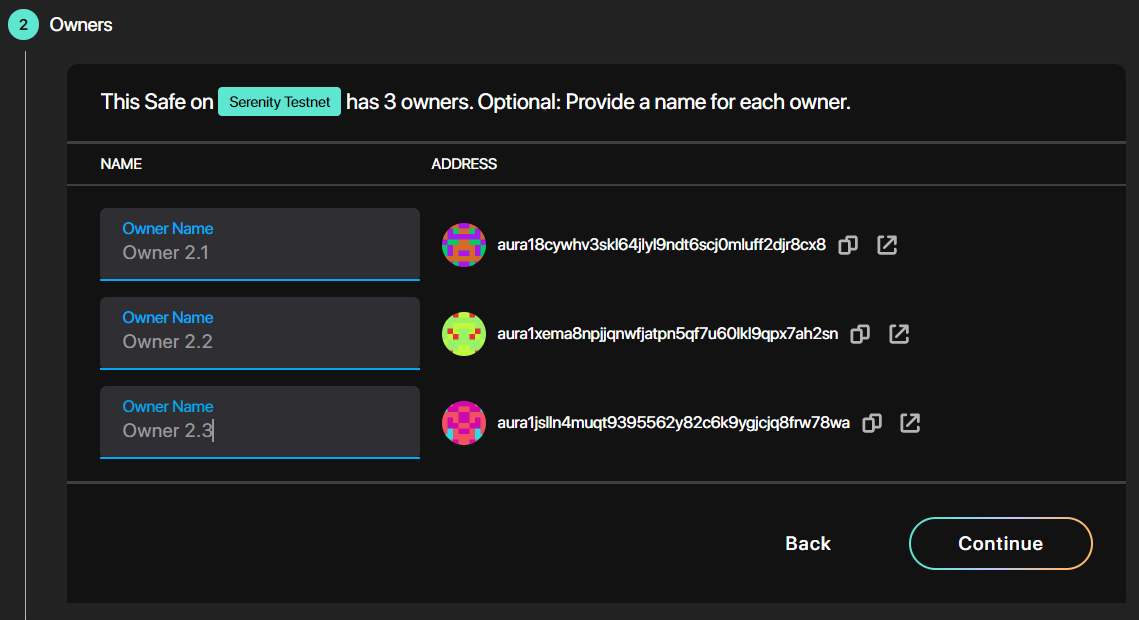 2 Owners
This Safe on Serenity Testnet has 3 owners. Optional: Provide a name for each owner.
NAME ADDRESS
Owner Name
Owner 2.1
aura18cywhv3skl64jlyl9ndt6scj0mluff2djr8cx8
Owner Name
Owner 2.2
aura1xema8npjjqnwfjatpn5qf7u60lkl9qpx7ah2sn
Owner Name
Owner 2.3
aura1jslln4muqt9395562y82c6k9ygjcjq8frw78wa
Back Continue